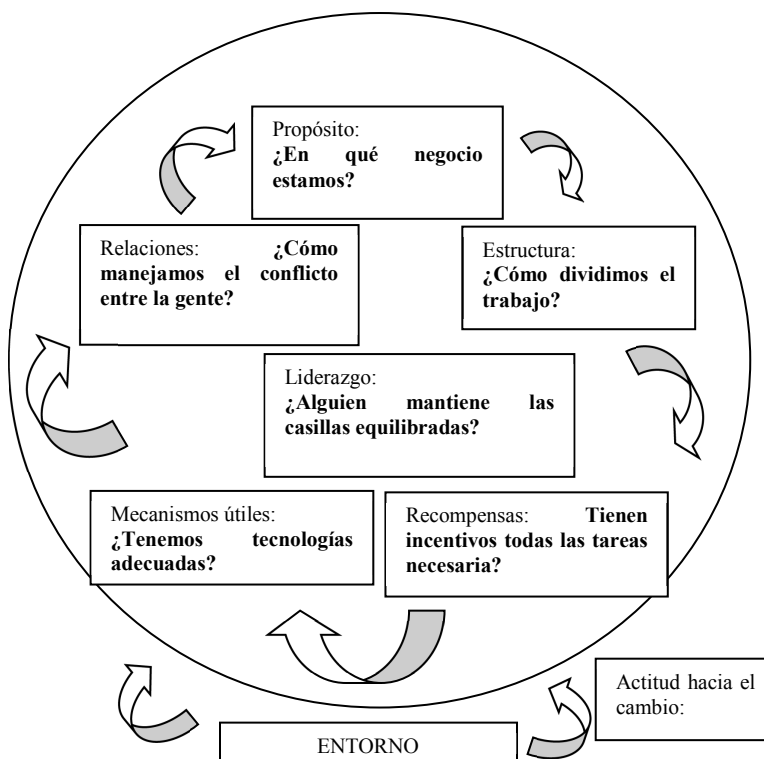 Propósito:
¿En qué negocio
estamos?
Relaciones: ¿Cómo
manejamos el conflicto
entre la gente?
Estructura:
¿Cómo dividimos el
trabajo?
Liderazgo:
¿Alguien mantiene las
casillas equilibradas?
Mecanismos útiles:
¿Tenemos tecnologías
adecuadas?
Recompensas: Tienen
incentivos todas las tareas
necesaria?
Actitud hacia el
cambio:
ENTORNO